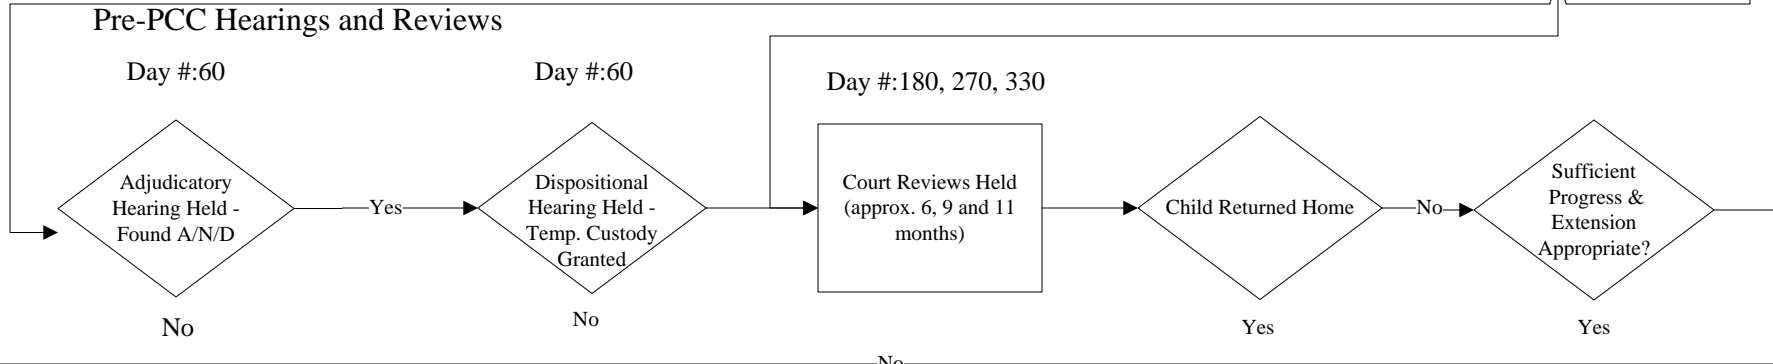 Pre-PCC Hearings and Reviews
Day #:60
Day #:60
Day #:180, 270, 330
Adjudicatory
Hearing Held -
Found A/N/D
Yes
Dispositional
Hearing Held -
Temp. Custody
Granted
Court Reviews Held
(approx. 6, 9 and 11
months)
Child Returned Home
No
Sufficient
Progress &
Extension
Appropriate?
No
No
Yes
Yes
No